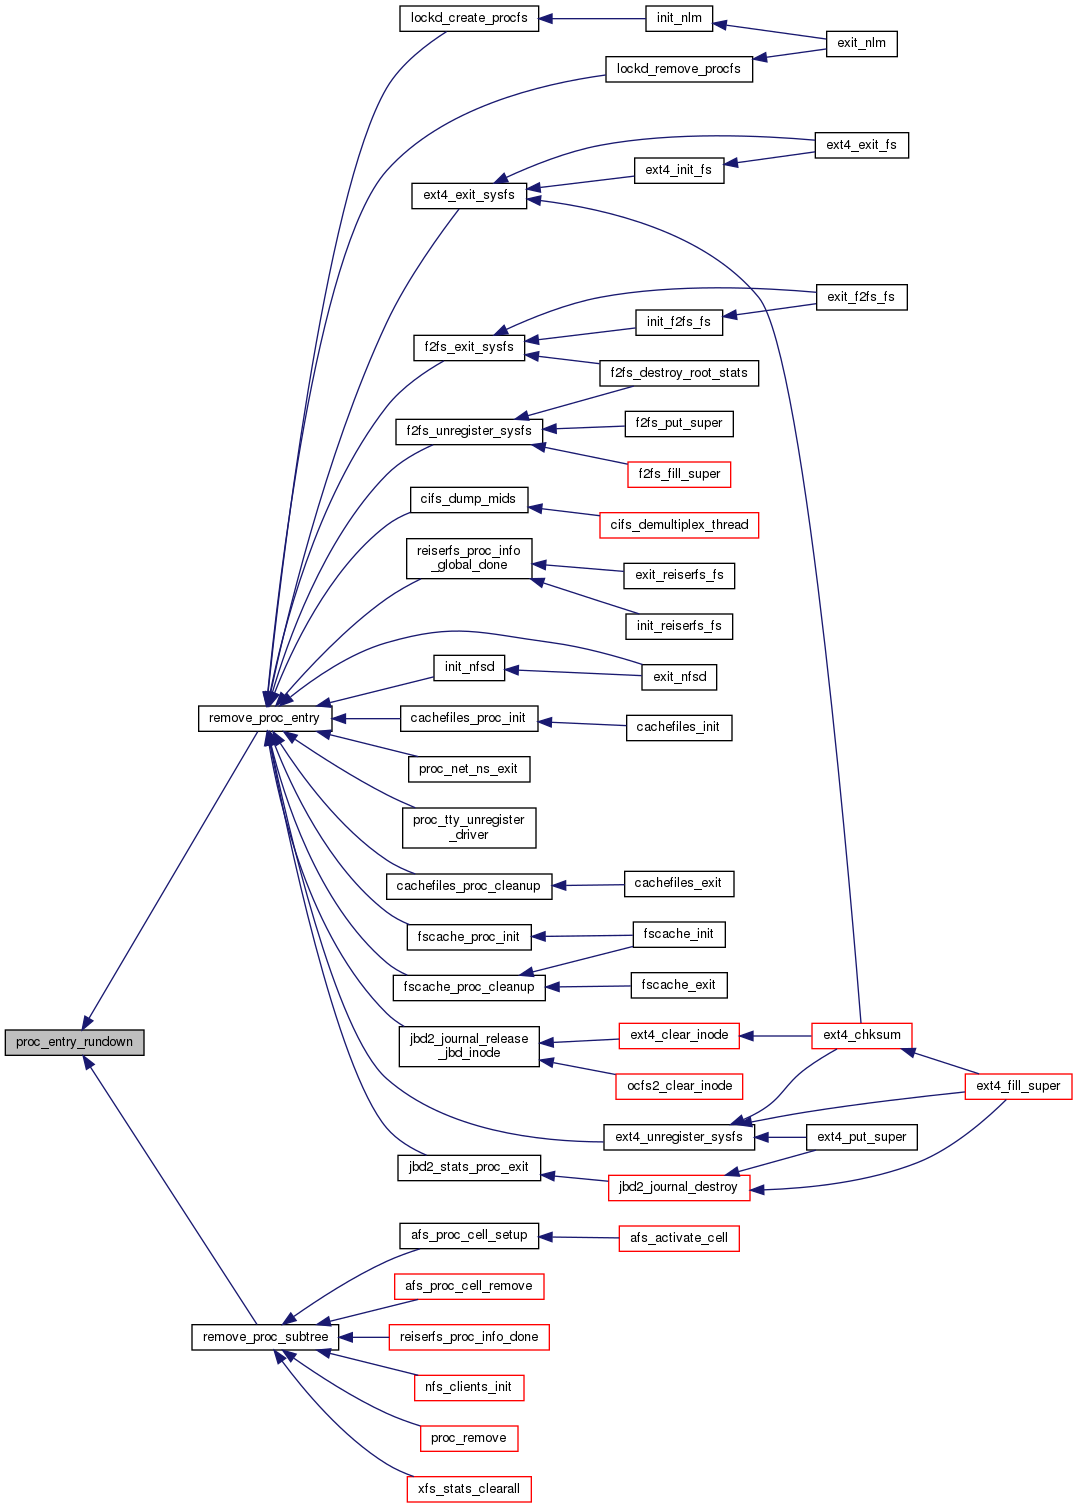 lockd_create_procfs
init_nlm
exit_nlm
lockd_remove_procfs
ext4_exit_fs
ext4_init_fs
ext4_exit_sysfs
exit_f2fs_fs
init_f2fs_fs
f2fs_exit_sysfs
f2fs_destroy_root_stats
f2fs_unregister_sysfs
f2fs_put_super
f2fs_fill_super
cifs_dump_mids
cifs_demultiplex_thread
reiserfs_proc_info
_global_done
exit_reiserfs_fs
init_reiserfs_fs
init_nfsd
exit_nfsd
remove_proc_entry
cachefiles_proc_init
cachefiles_init
proc_net_ns_exit
proc_tty_unregister
_driver
cachefiles_proc_cleanup
cachefiles_exit
fscache_proc_init
fscache_init
fscache_proc_cleanup
fscache_exit
proc_entry_rundown
jbd2_journal_release
_jbd_inode
ext4_clear_inode
ext4_chksum
ocfs2_clear_inode
ext4_fill_super
ext4_unregister_sysfs
ext4_put_super
jbd2_stats_proc_exit
jbd2_journal_destroy
afs_proc_cell_setup
afs_activate_cell
afs_proc_cell_remove
remove_proc_subtree
reiserfs_proc_info_done
nfs_clients_init
proc_remove
xfs_stats_clearall